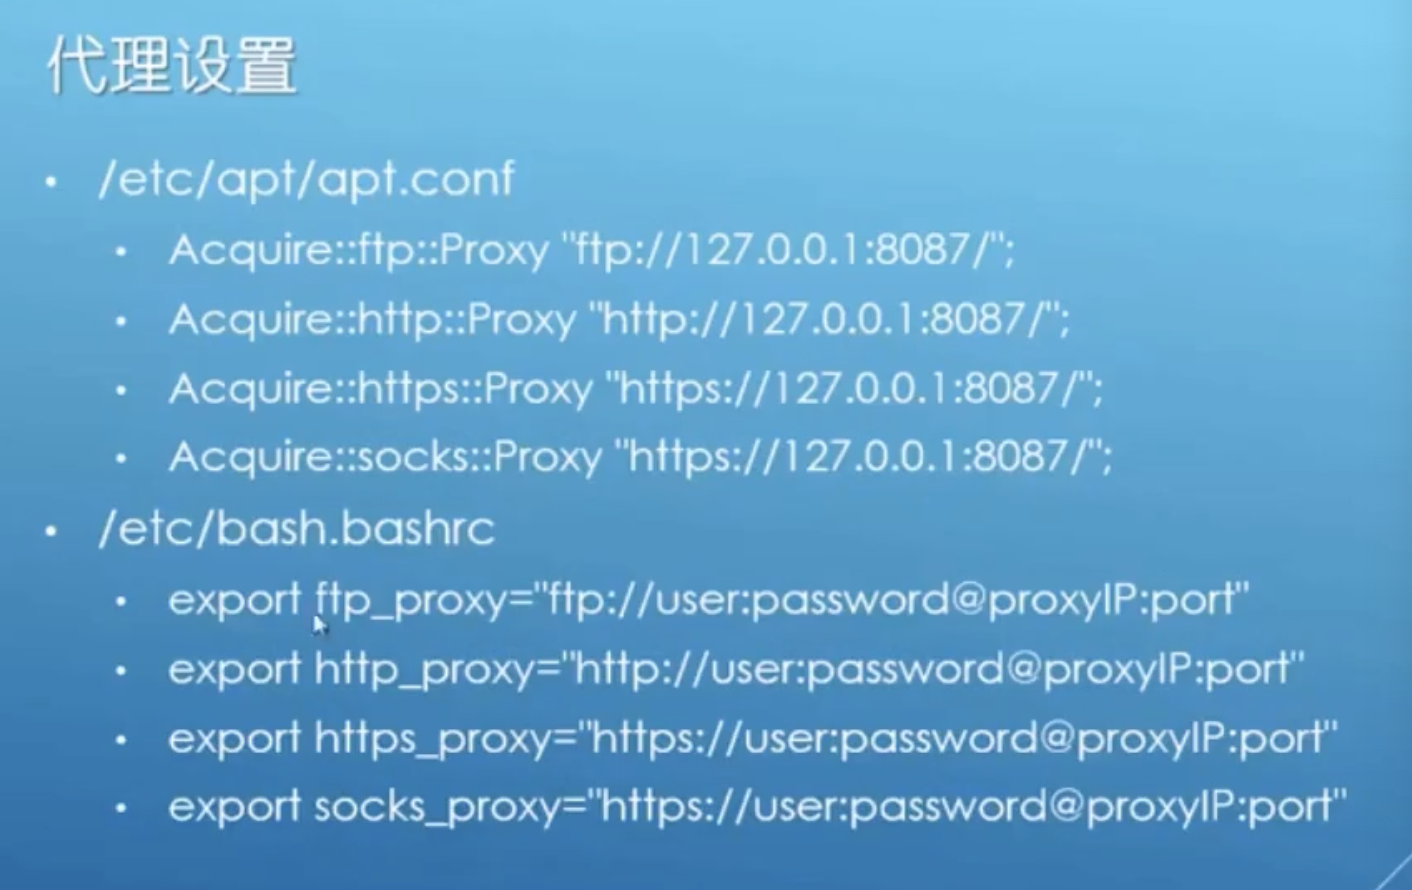 代理设置
• /etc/apt/apt.conf
• Acquire::ftp::Proxy "ftp://127.0.0.1:8087/";
• Acquire::http::Proxy "http://127.0.0.1:8087/";
• Acquire::https::Proxy "https://127.0.0.1:8087/";
• Acquire::socks::Proxy "https://127.0.0.1:8087/";
• /etc/bash.bashrc
• export ftp_proxy="ftp://user:password@proxyIP:port"
• export http_proxy="http://user:password@proxyIP:port"
• export https_proxy="https://user:password@proxyIP:port"
• export socks_proxy="https://user:password@proxyIP:port"